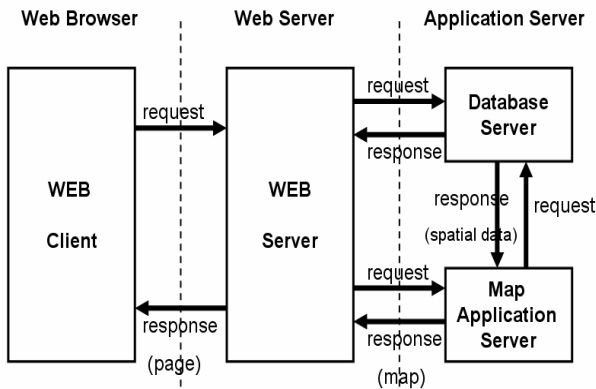 Web Browser
Web Server
Application Server
request
request
Database
Server
response
WEB
Client
WEB
Server
response
(spatial data)
request
request
Map
Application
Server
response
(page)
response
(map)